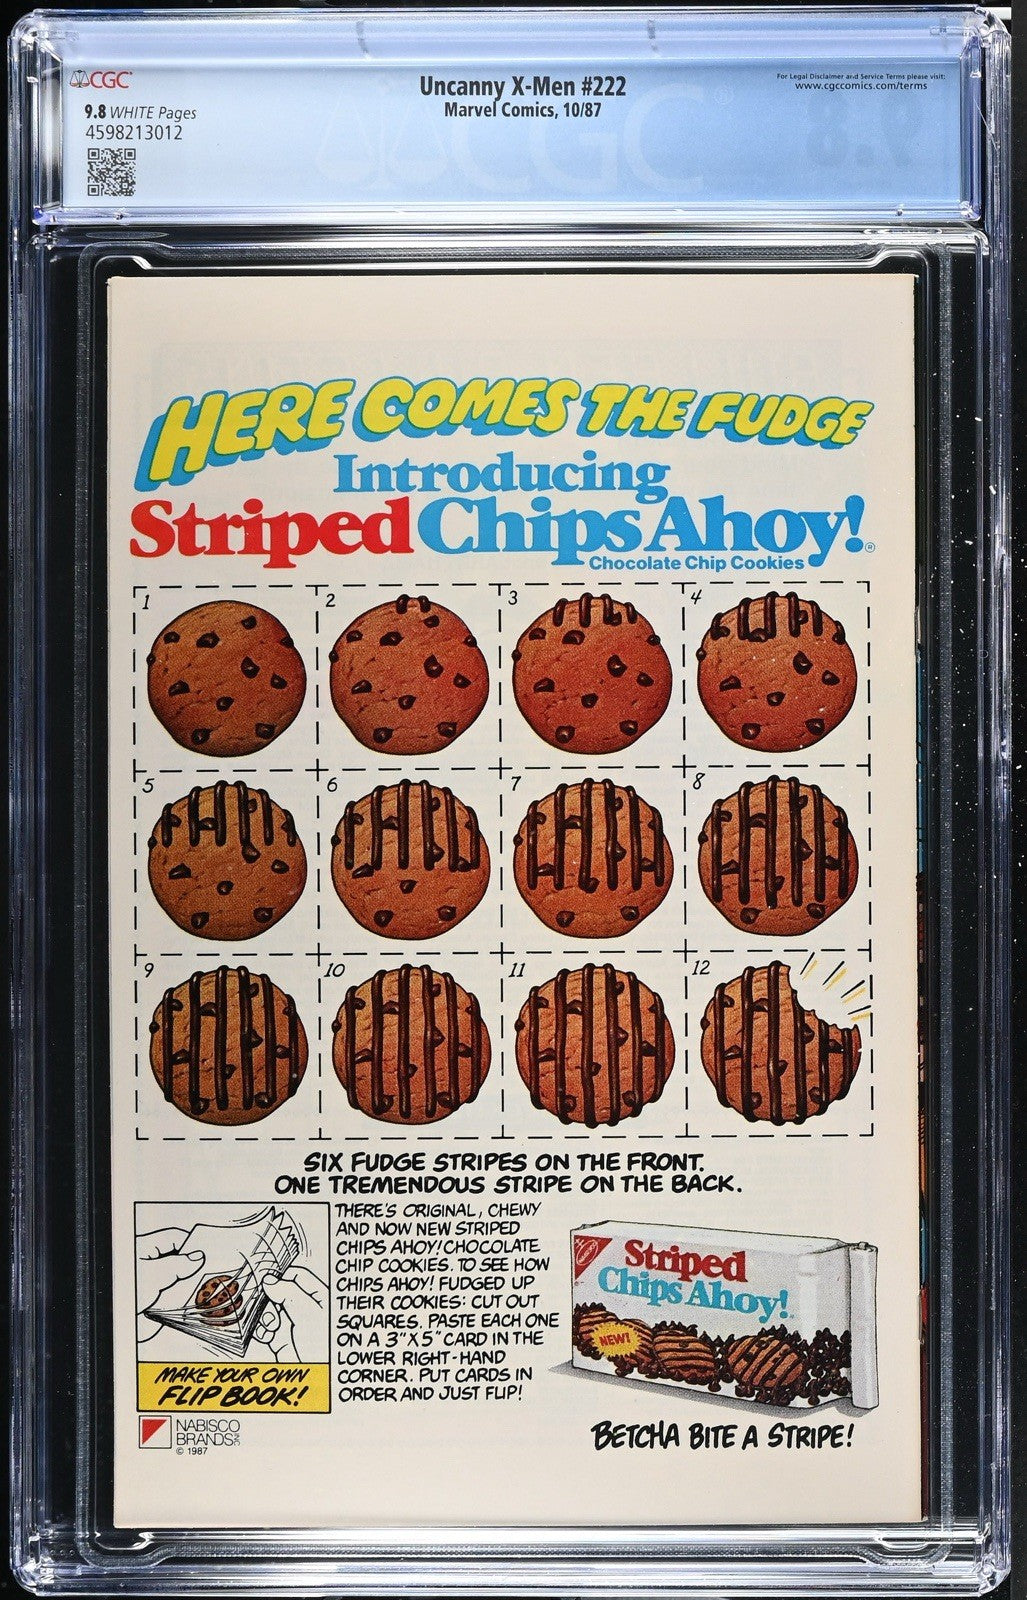 CGC
Uncanny X-Men #222
Marvel Comics, 10/87
For Legal Disclaimer and Service Terms please visit:
www.cgccomics.com/terms
9.8 WHITE Pages
4598213012
HERE COMES THE FUDGE
Introducing
Striped Chips Ahoy!®
Chocolate Chip Cookies
1 2 3 4
5 6 7 8
9 10 11 12
SIX FUDGE STRIPES ON THE FRONT.
ONE TREMENDOUS STRIPE ON THE BACK.
THERE'S ORIGINAL, CHEWY
AND NOW NEW STRIPED
CHIPS AHOY! CHOCOLATE
CHIP COOKIES. TO SEE HOW
CHIPS AHOY! FUDGED UP
THEIR COOKIES: CUT OUT
SQUARES, PASTE EACH ONE
ON A 3"X5" CARD IN THE
LOWER RIGHT-HAND
CORNER. PUT CARDS IN
ORDER AND JUST FLIP!
MAKE YOUR OWN
FLIP BOOK!
Striped
Chips Ahoy!
NEW!
NABISCO
BRANDS INC
© 1987
BETCHA BITE A STRIPE!